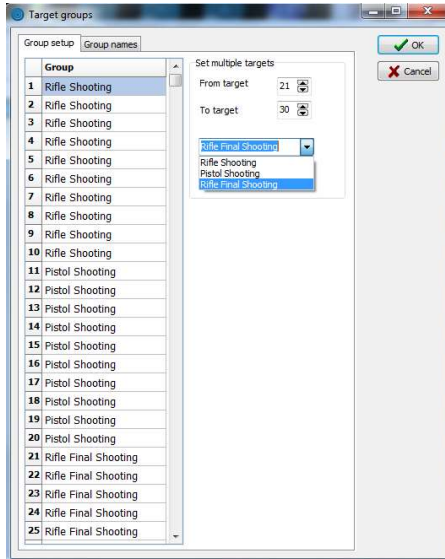 Target groups
Group setup
Group names
Group
1 Rifle Shooting
2 Rifle Shooting
3 Rifle Shooting
4 Rifle Shooting
5 Rifle Shooting
6 Rifle Shooting
7 Rifle Shooting
8 Rifle Shooting
9 Rifle Shooting
10 Rifle Shooting
11 Pistol Shooting
12 Pistol Shooting
13 Pistol Shooting
14 Pistol Shooting
15 Pistol Shooting
16 Pistol Shooting
17 Pistol Shooting
18 Pistol Shooting
19 Pistol Shooting
20 Pistol Shooting
21 Rifle Final Shooting
22 Rifle Final Shooting
23 Rifle Final Shooting
24 Rifle Final Shooting
25 Rifle Final Shooting
Set multiple targets
From target 21
To target 30
Rifle Final Shooting
Rifle Shooting
Pistol Shooting
Rifle Final Shooting
OK
Cancel